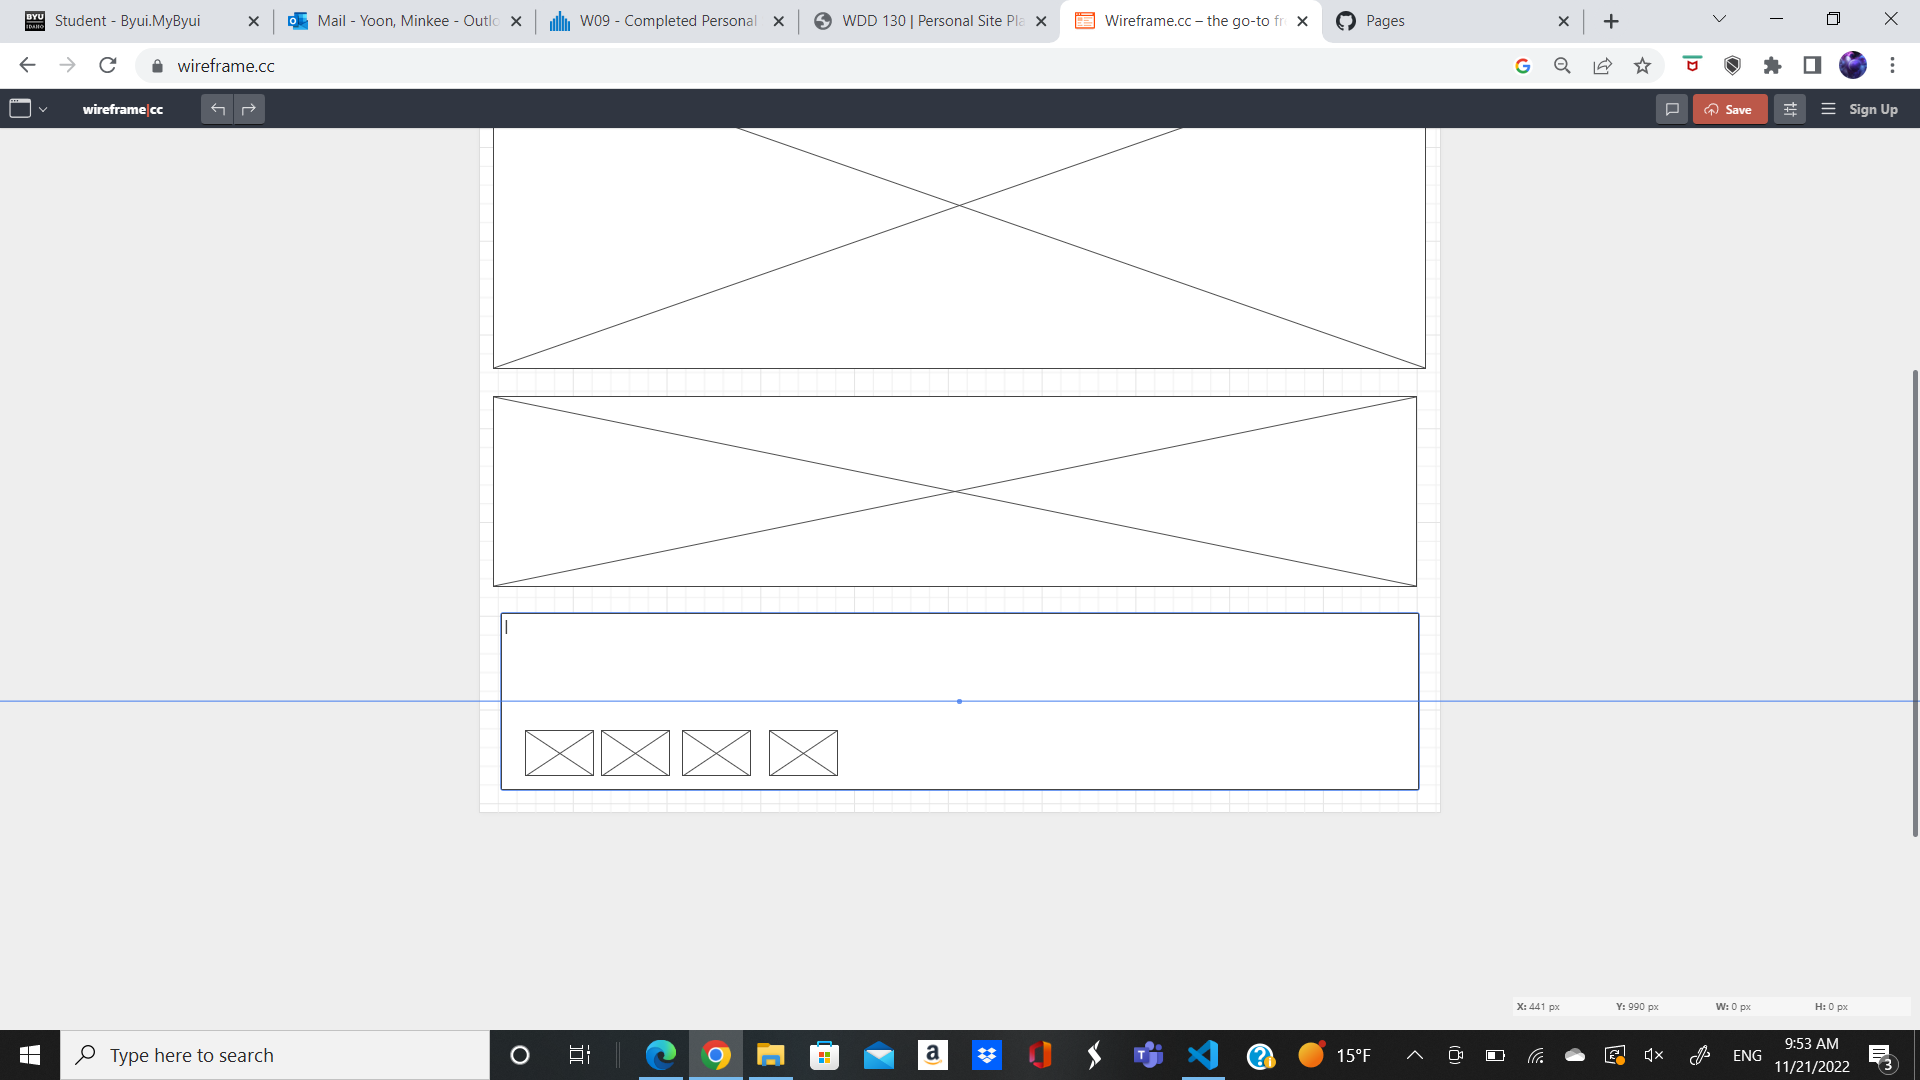 BYU
IDAHO
Student - Byui.MyByui
Mail - Yoon, Minkee - Outlo
W09 - Completed Personal
WDD 130 | Personal Site Pla
Wireframe.cc – the go-to fr
Pages
wireframe.cc
wireframe|cc
Save
Sign Up
X: 441 px
Y: 990 px
W: 0 px
H: 0 px
Type here to search
15°F
ENG
9:53 AM
11/21/2022
3